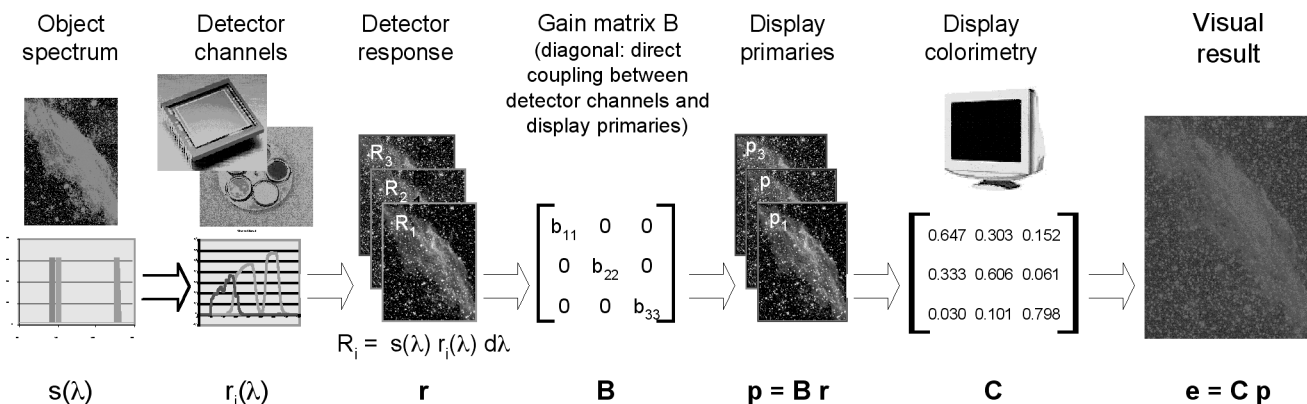 Object
spectrum
Detector
channels
Detector
response
Gain matrix B
(diagonal: direct
coupling between
detector channels and
display primaries)
Display
primaries
Display
colorimetry
Visual
result
R3
R2
R1
b11 0 0
0 b22 0
0 0 b33
p3
p
p1
0.647 0.303 0.152
0.333 0.606 0.061
0.030 0.101 0.798
Ri = s(λ) ri(λ) dλ
s(λ)
ri(λ)
r
B
p = B r
C
e = C p